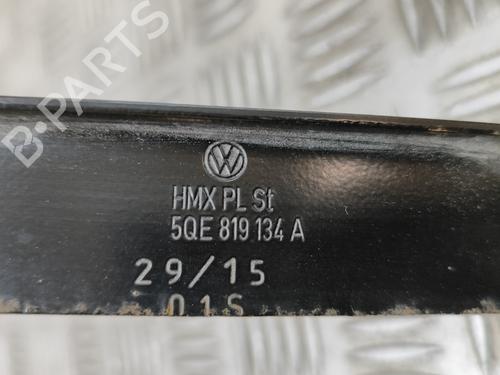 B-PARTS
HMX PL St
5QE 819 134 A
29/15
01S